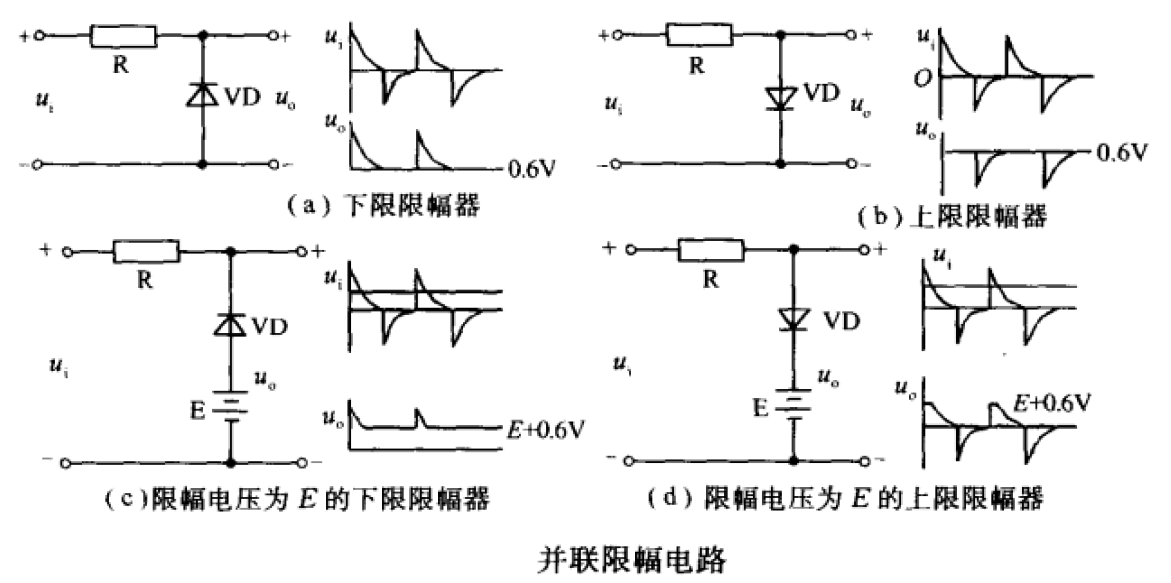 + R + u_i
VD u_i u_o u_o
− − 0.6V
(a) 下限限幅器
+ R + u_i
VD u_i u_o O u_o
− − 0.6V
(b) 上限限幅器
+ R + u_i
VD
u_i u_o E u_o E+0.6V
− −
(c)限幅电压为 E 的下限限幅器
+ R + u_i
VD
u_i u_o E u_o E+0.6V
− −
(d) 限幅电压为 E 的上限限幅器
并联限幅电路